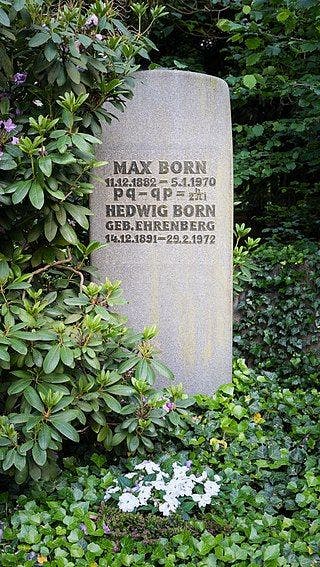 MAX BORN
11.12.1882 – 5.1.1970
pq - qp = h/2πi
HEDWIG BORN
GEB. EHRENBERG
14.12.1891 – 29.2.1972